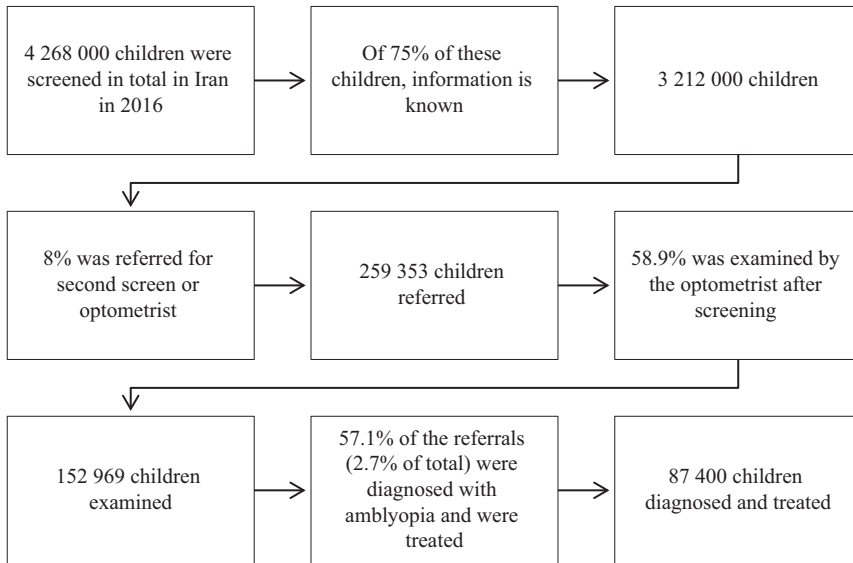 4 268 000 children were
screened in total in Iran
in 2016
Of 75% of these
children, information is
known
3 212 000 children
8% was referred for
second screen or
optometrist
259 353 children
referred
58.9% was examined by
the optometrist after
screening
152 969 children
examined
57.1% of the referrals
(2.7% of total) were
diagnosed with
amblyopia and were
treated
87 400 children
diagnosed and treated